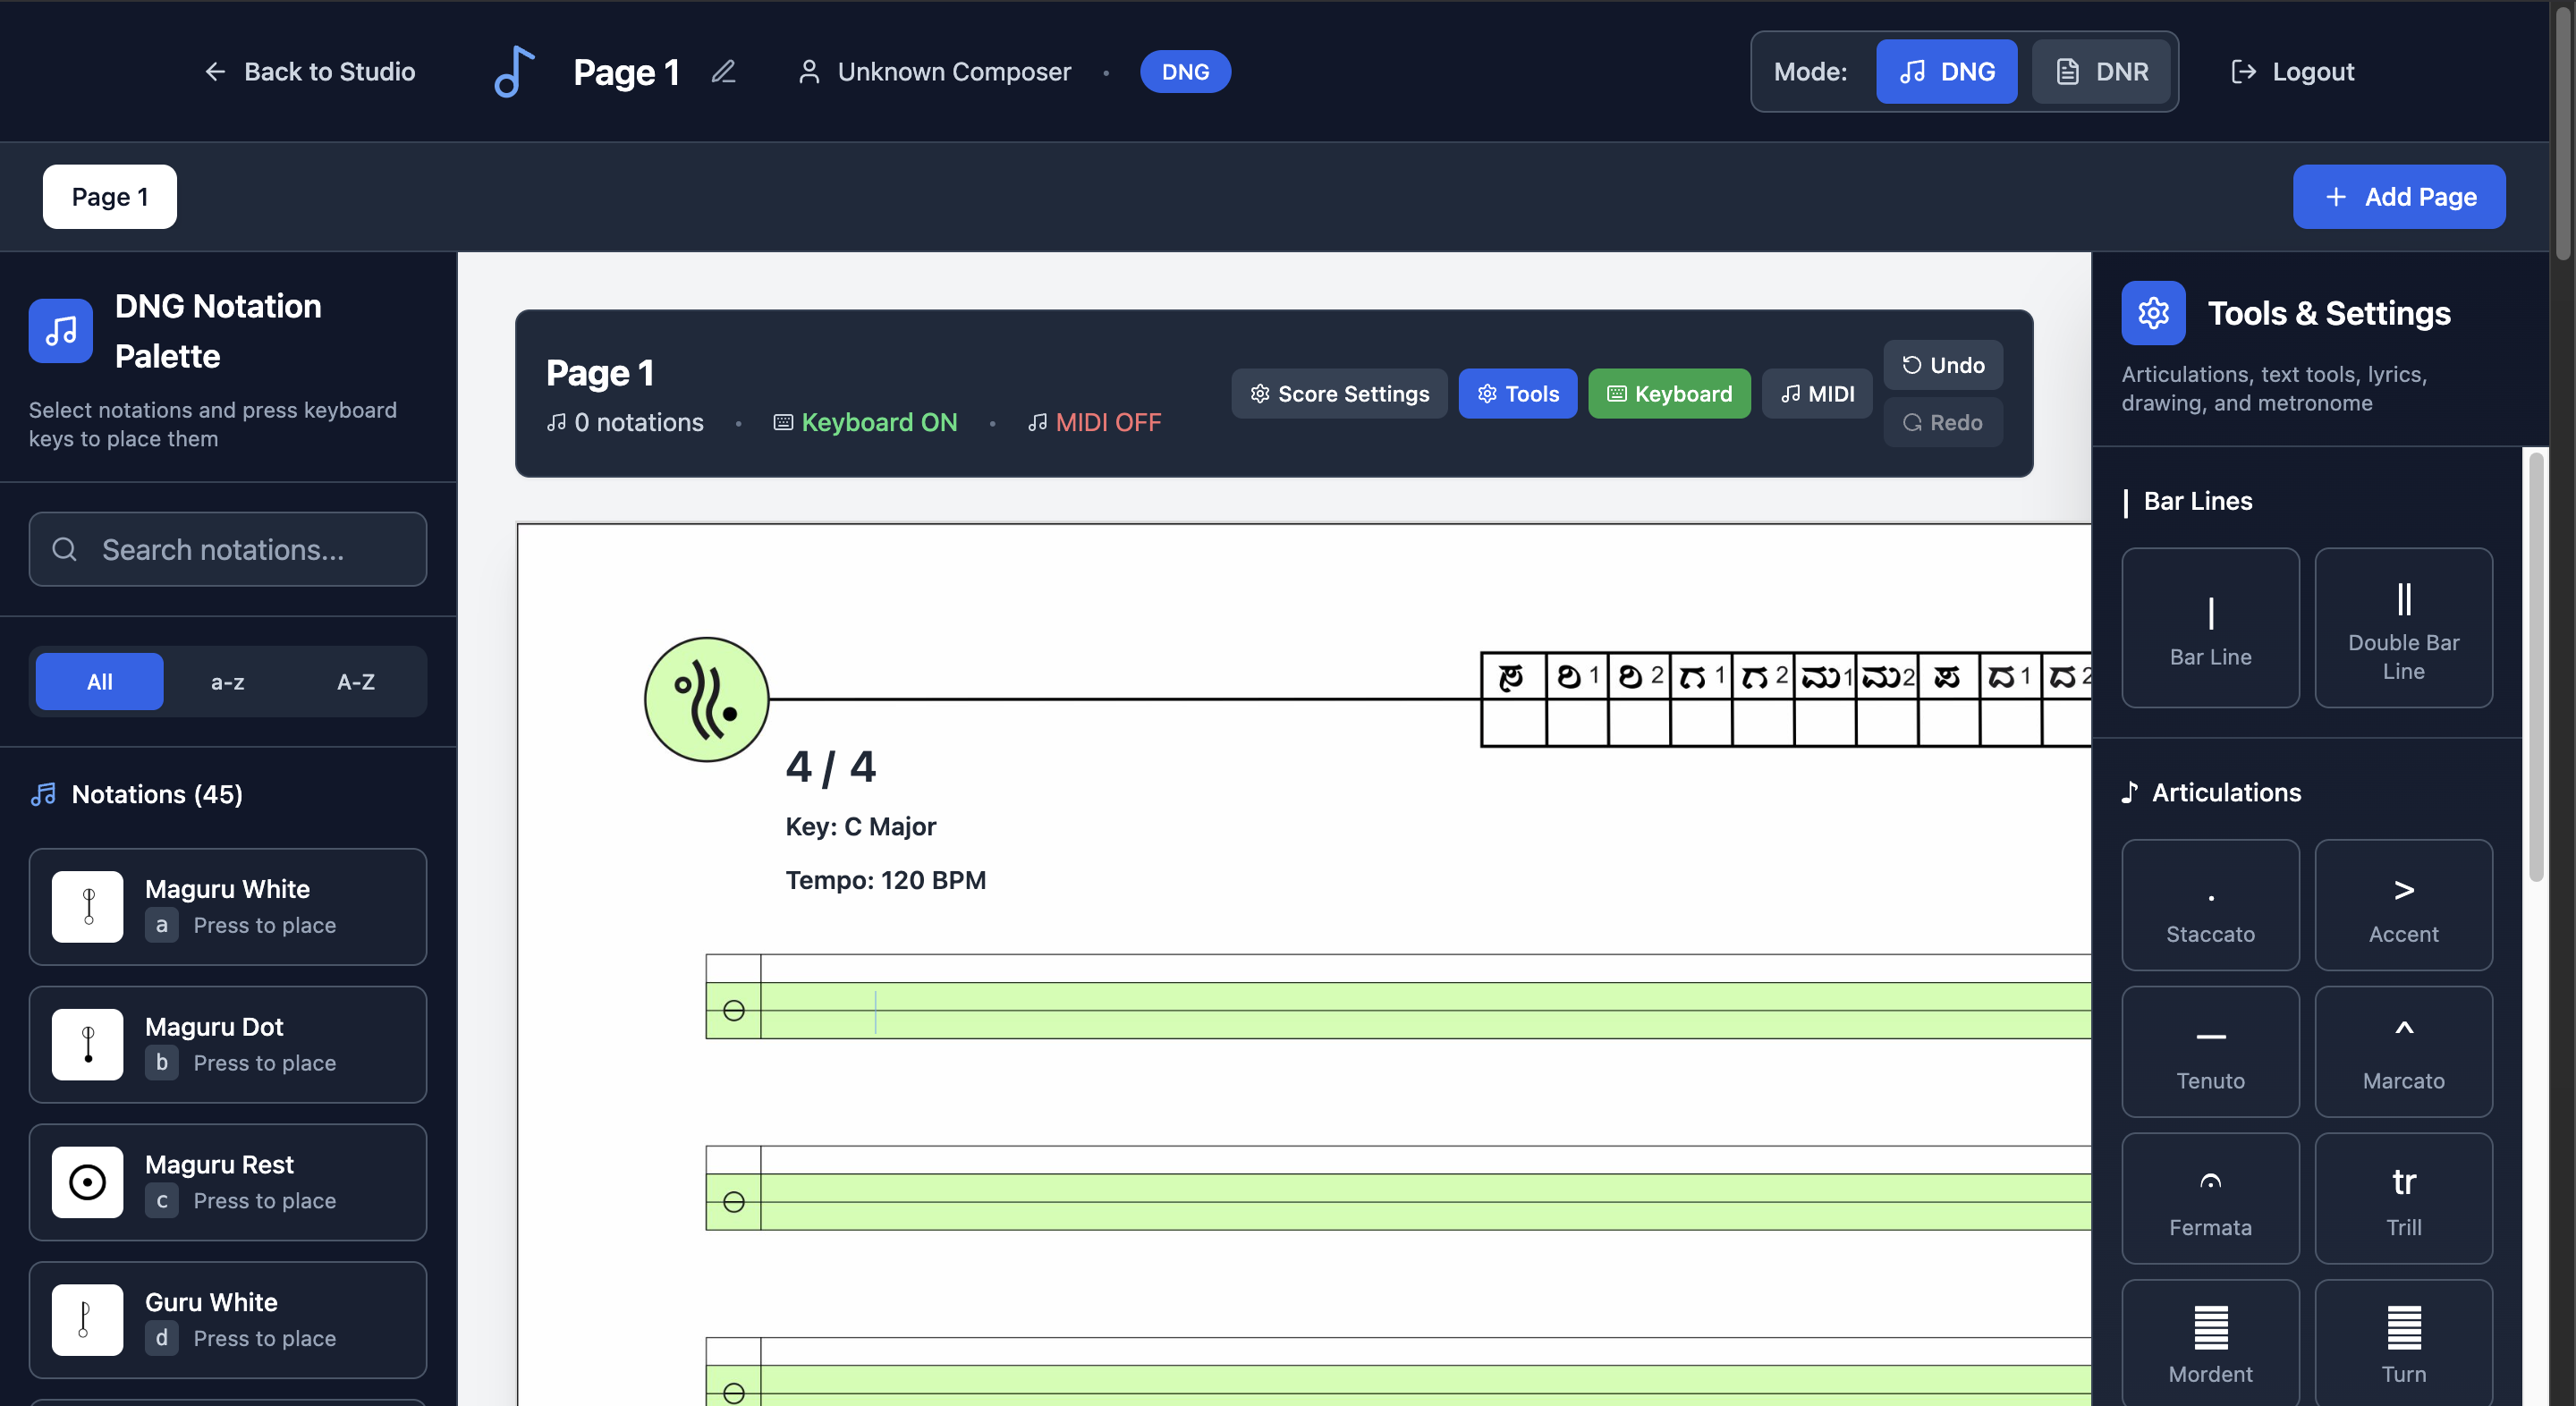 Back to Studio
Page 1
Unknown Composer
DNG
Mode:
DNG
DNR
Logout
Page 1
Add Page
DNG Notation
Palette
Select notations and press keyboard
keys to place them
Search notations...
All
a-z
A-Z
Notations (45)
Maguru White
a Press to place
Maguru Dot
b Press to place
Maguru Rest
c Press to place
Guru White
d Press to place
Page 1
0 notations • Keyboard ON • MIDI OFF
Score Settings
Tools
Keyboard
MIDI
Undo
Redo
ಸ ರಿ 1 ರಿ 2 ಗ 1 ಗ 2 ಮ1 ಮ2 ಪ ದ 1 ದ 2
4 / 4
Key: C Major
Tempo: 120 BPM
Tools & Settings
Articulations, text tools, lyrics,
drawing, and metronome
Bar Lines
Bar Line
Double Bar
Line
Articulations
Staccato
Accent
Tenuto
Marcato
Fermata
tr
Trill
Mordent
Turn